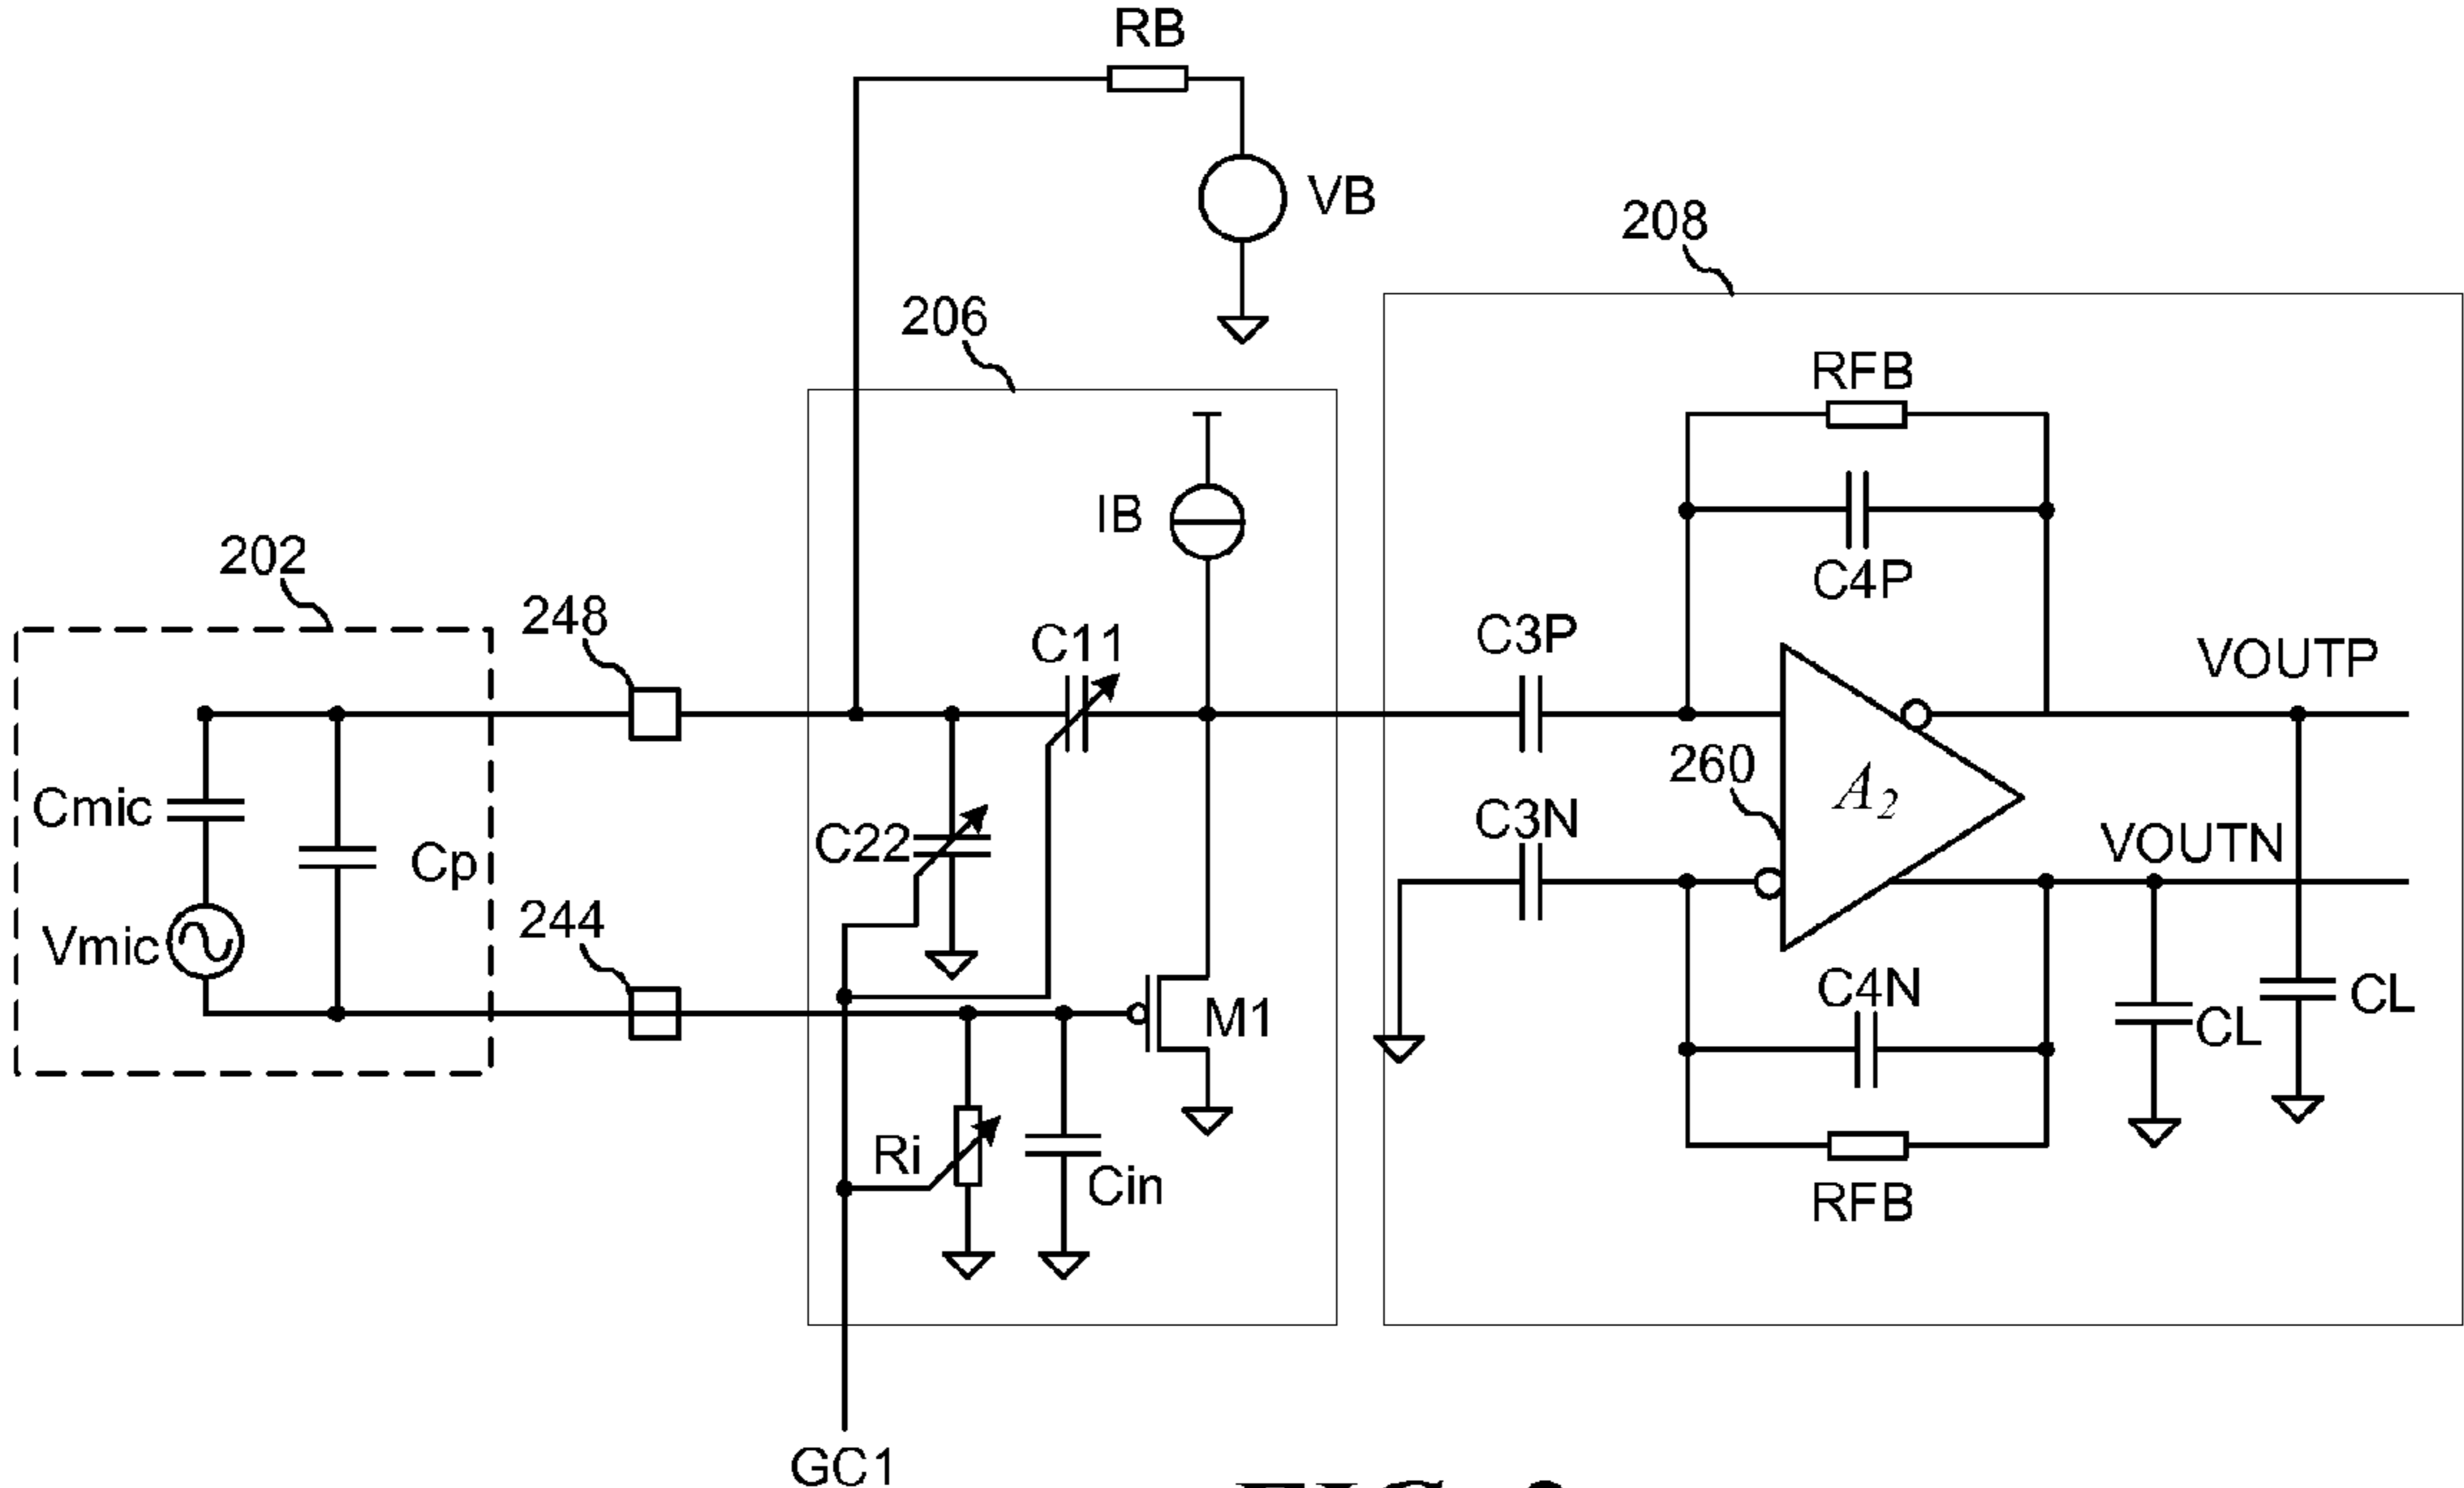 RB
VB
208
206
RFB
IB
C4P
202
248
C11
C3P
VOUTP
260
A2
Cmic
C22
C3N
VOUTN
Cp
244
Vmic
C4N
M1
CL
CL
Ri
Cin
RFB
GC1